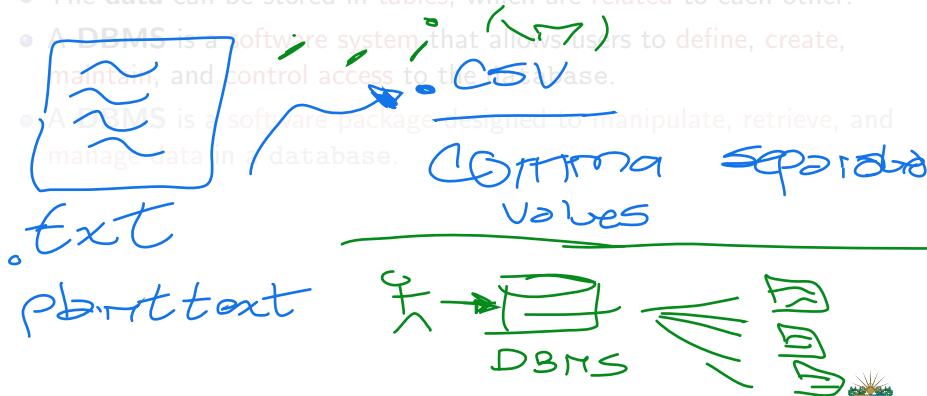 The data can be stored in tables, which are related to each other.
A DBMS is a software system that allows users to define, create,
maintain, and control access to the database.
A DBMS is a software package designed to manipulate, retrieve, and
manage data in a database.
.CSV
comma
values
.txt
DBMS